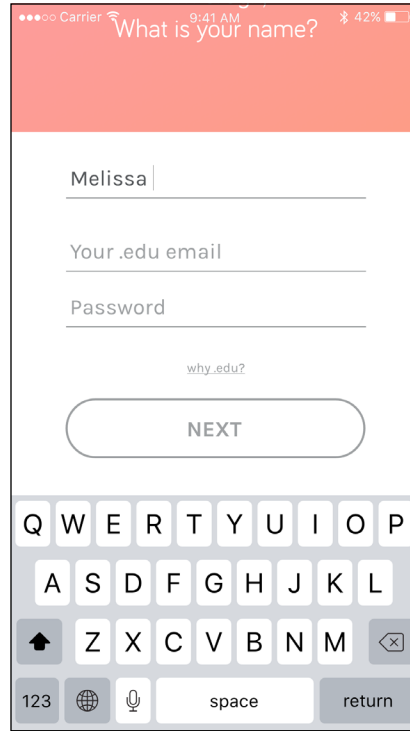 ●●●○○ Carrier 9:41 AM 42%
What is your name?
Melissa
Your .edu email
Password
why .edu?
NEXT
Q W E R T Y U I O P
A S D F G H J K L
Z X C V B N M
123 space return